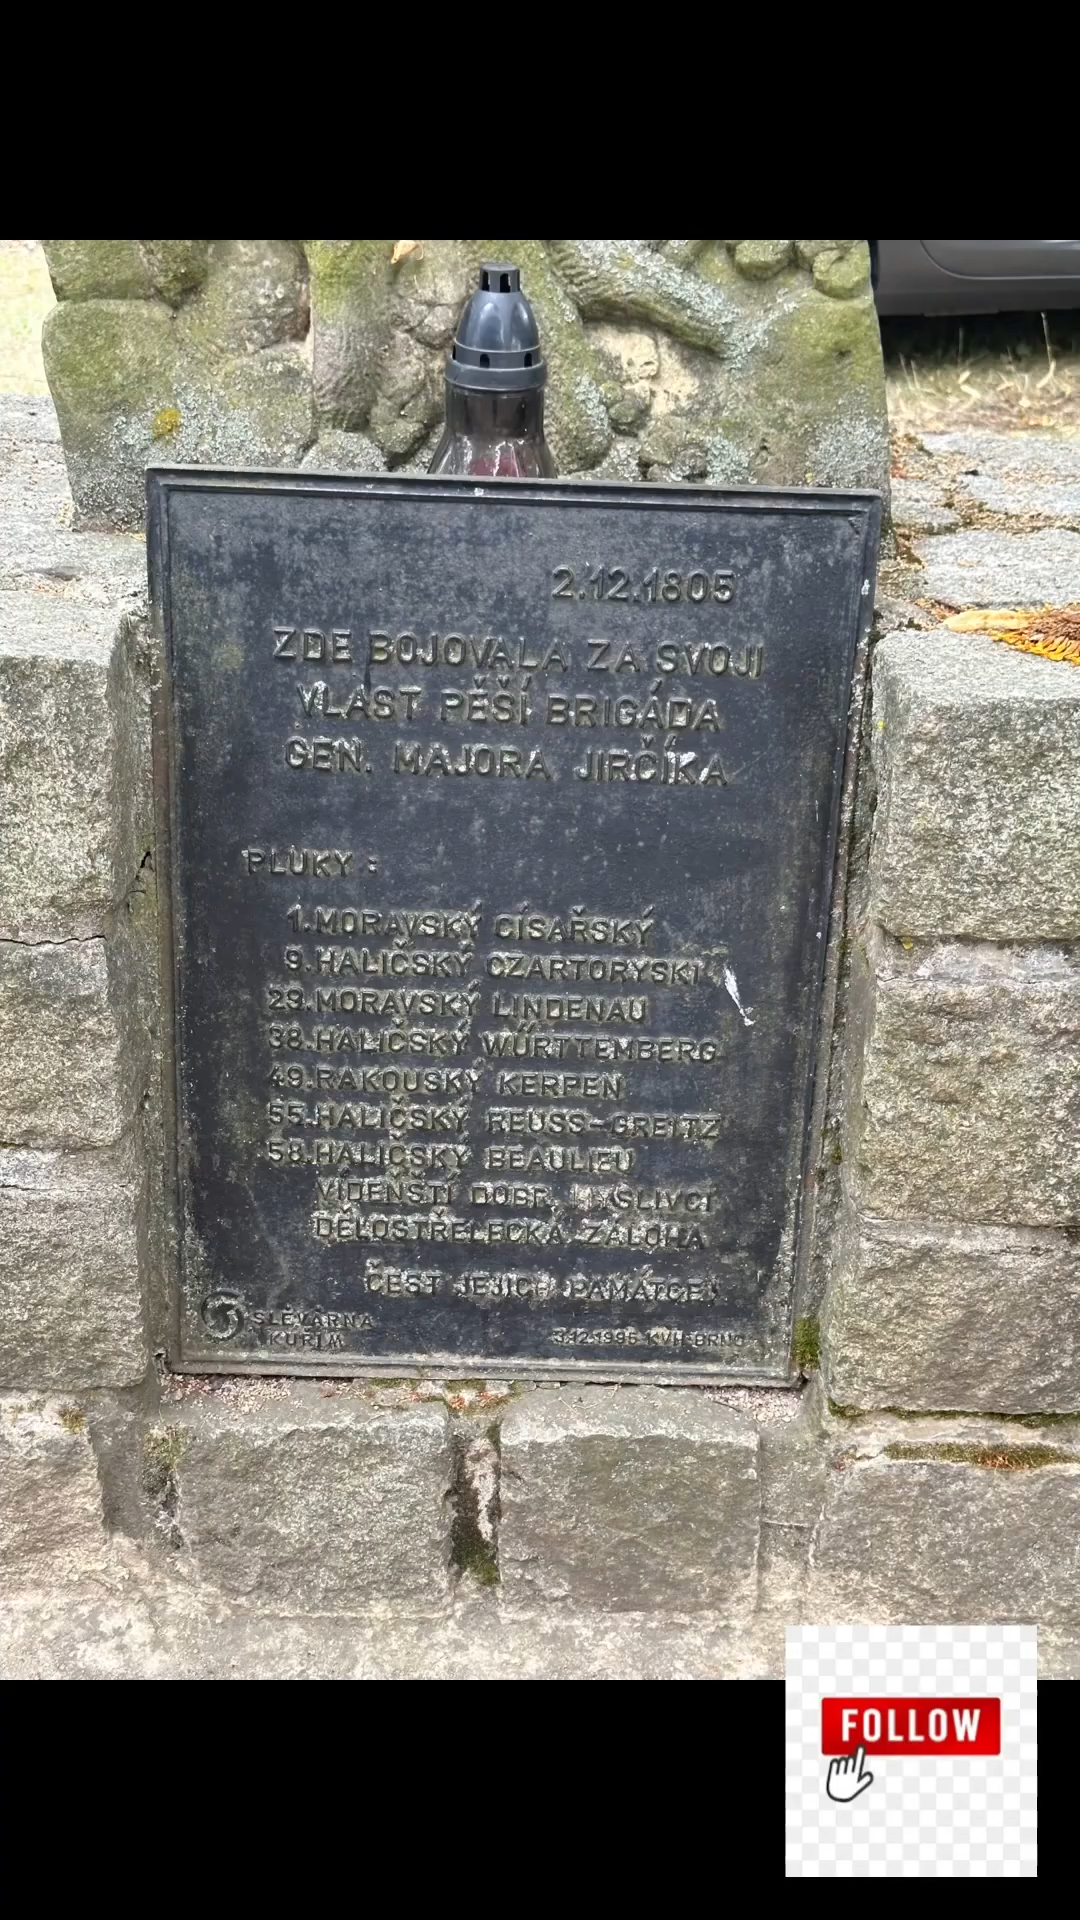 2.12.1805
ZDE BOJOVALA ZA SVOJI
VLAST PĚŠÍ BRIGÁDA
GEN. MAJORA JIRČÍKA
PLUKY :
1. MORAVSKÝ CÍSAŘSKÝ
9. HALIČSKÝ CZARTORYSKI
29. MORAVSKÝ LINDENAU
38. HALIČSKÝ WÜRTTEMBERG
49. RAKOUSKÝ KERPEN
55. HALIČSKÝ REUSS-GREITZ
58. HALIČSKÝ BEAULIEU
VÍDEŇŠTÍ DOBR. MYSLIVCI
DĚLOSTŘELECKÁ ZÁLOHA
ČEST JEJICH PAMÁTCE!
SLÉVÁRNA
KUŘIM
3.12.1995 KVH BRNO
FOLLOW